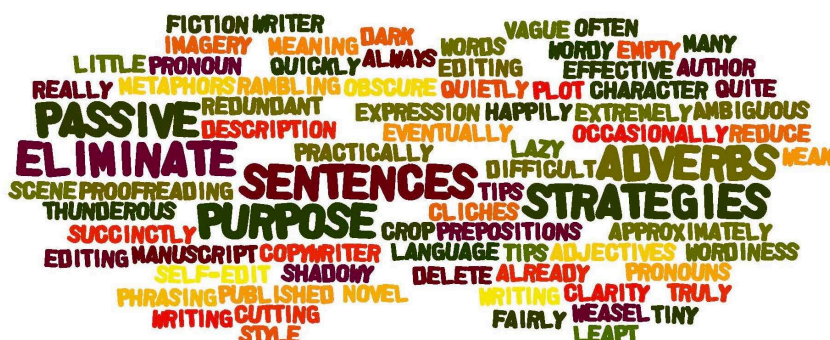 FICTION WRITER VAGUE OFTEN
IMAGERY MEANING DARK WORDS WORDY EMPTY MANY
LITTLE PRONOUN QUICKLY ALWAYS EDITING EFFECTIVE AUTHOR
REALLY METAPHORS RAMBLING OBSCURE QUIETLY PLOT CHARACTER QUITE
PASSIVE REDUNDANT EXPRESSION HAPPILY EXTREMELY AMBIGUOUS
DESCRIPTION EVENTUALLY OCCASIONALLY REDUCE
ELIMINATE PRACTICALLY LAZY DIFFICULT ADVERBS
SCENE PROOFREADING SENTENCES TIPS STRATEGIES
THUNDEROUS PURPOSE CLICHES
SUCCINCTLY CROP PREPOSITIONS APPROXIMATELY
EDITING MANUSCRIPT COPYWRITER LANGUAGE TIPS ADJECTIVES WORDINESS
SELF-EDIT SHADOWY DELETE ALREADY PRONOUNS
PHRASING PUBLISHED NOVEL WRITING CLARITY TRULY
WRITING CUTTING FAIRLY WEASEL TINY
STYLE LEAPT